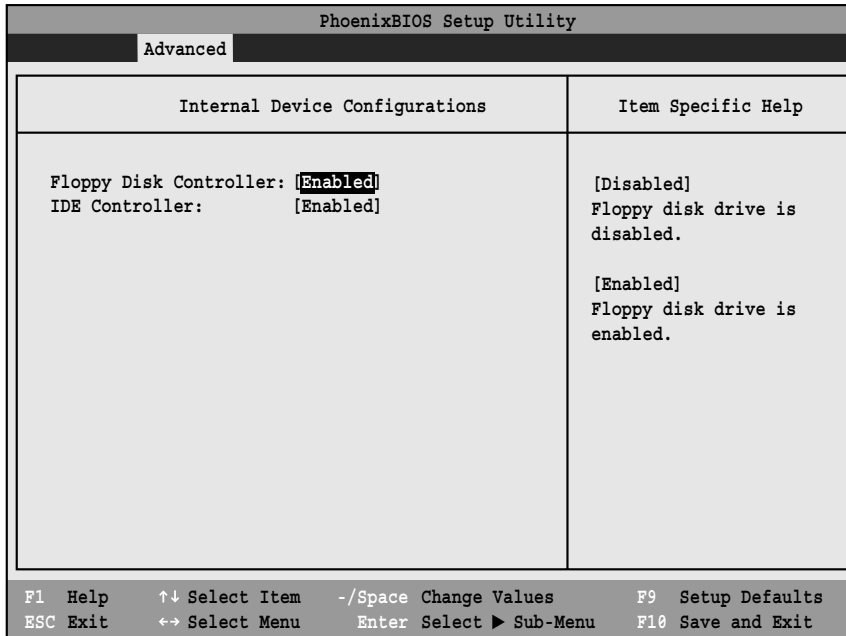 PhoenixBIOS Setup Utility
Advanced
Internal Device Configurations
Item Specific Help
Floppy Disk Controller: [Enabled]
IDE Controller: [Enabled]
[Disabled]
Floppy disk drive is
disabled.
[Enabled]
Floppy disk drive is
enabled.
F1 Help ↑↓ Select Item -/Space Change Values F9 Setup Defaults
ESC Exit ←→ Select Menu Enter Select ▶ Sub-Menu F10 Save and Exit